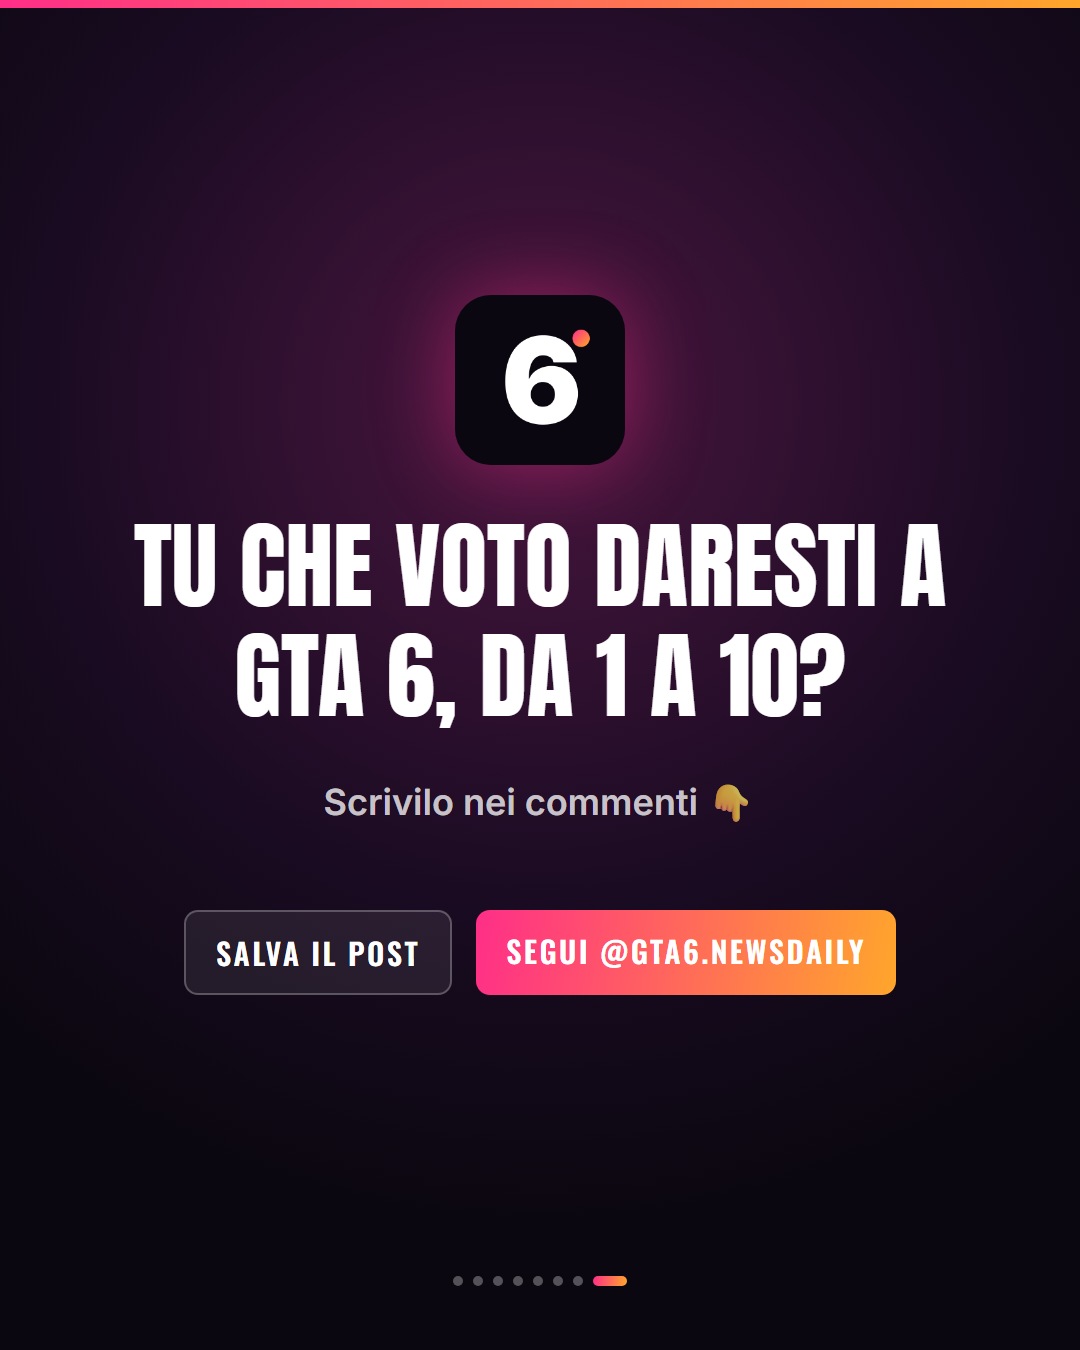 6
TU CHE VOTO DARESTI A
GTA 6, DA 1 A 10?
Scrivilo nei commenti 👇
SALVA IL POST
SEGUI @GTA6.NEWSDAILY